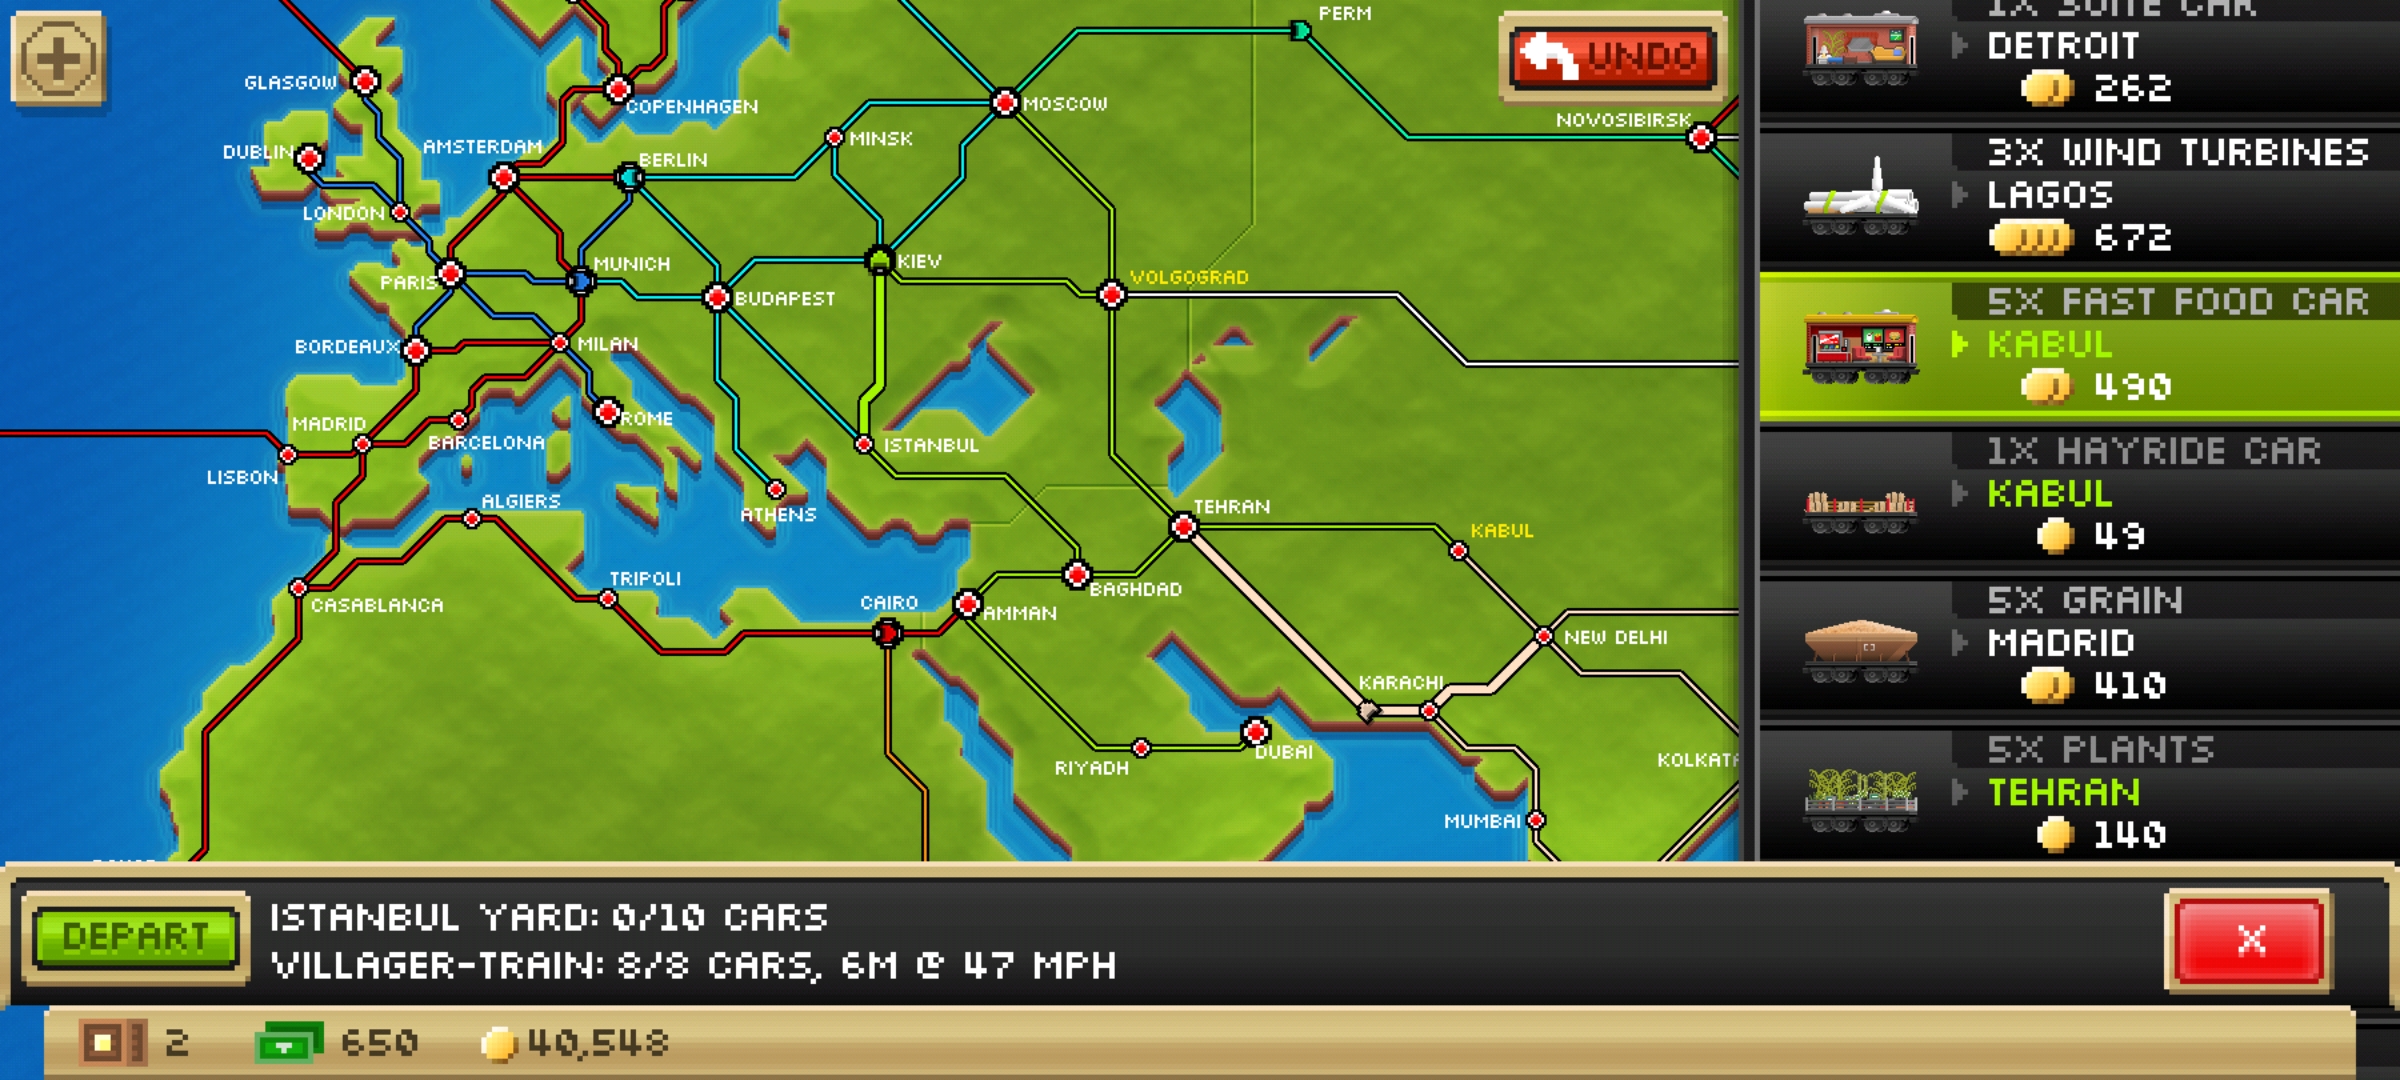 PERM
UNDO
GLASGOW
COPENHAGEN
MOSCOW
NOVOSIBIRSK
DUBLIN
AMSTERDAM
BERLIN
MINSK
LONDON
PARIS
MUNICH
KIEV
BUDAPEST
VOLGOGRAD
BORDEAUX
MILAN
MADRID
BARCELONA
ROME
ISTANBUL
LISBON
ALGIERS
ATHENS
TEHRAN
KABUL
TRIPOLI
CASABLANCA
CAIRO
AMMAN
BAGHDAD
NEW DELHI
KARACHI
RIYADH
DUBAI
KOLKATA
MUMBAI
1X SUITE CAR
DETROIT
262
3X WIND TURBINES
LAGOS
672
5X FAST FOOD CAR
KABUL
490
1X HAYRIDE CAR
KABUL
49
5X GRAIN
MADRID
410
5X PLANTS
TEHRAN
140
DEPART
ISTANBUL YARD: 0/10 CARS
VILLAGER-TRAIN: 8/8 CARS, 6M @ 47 MPH
X
2
650
40,548